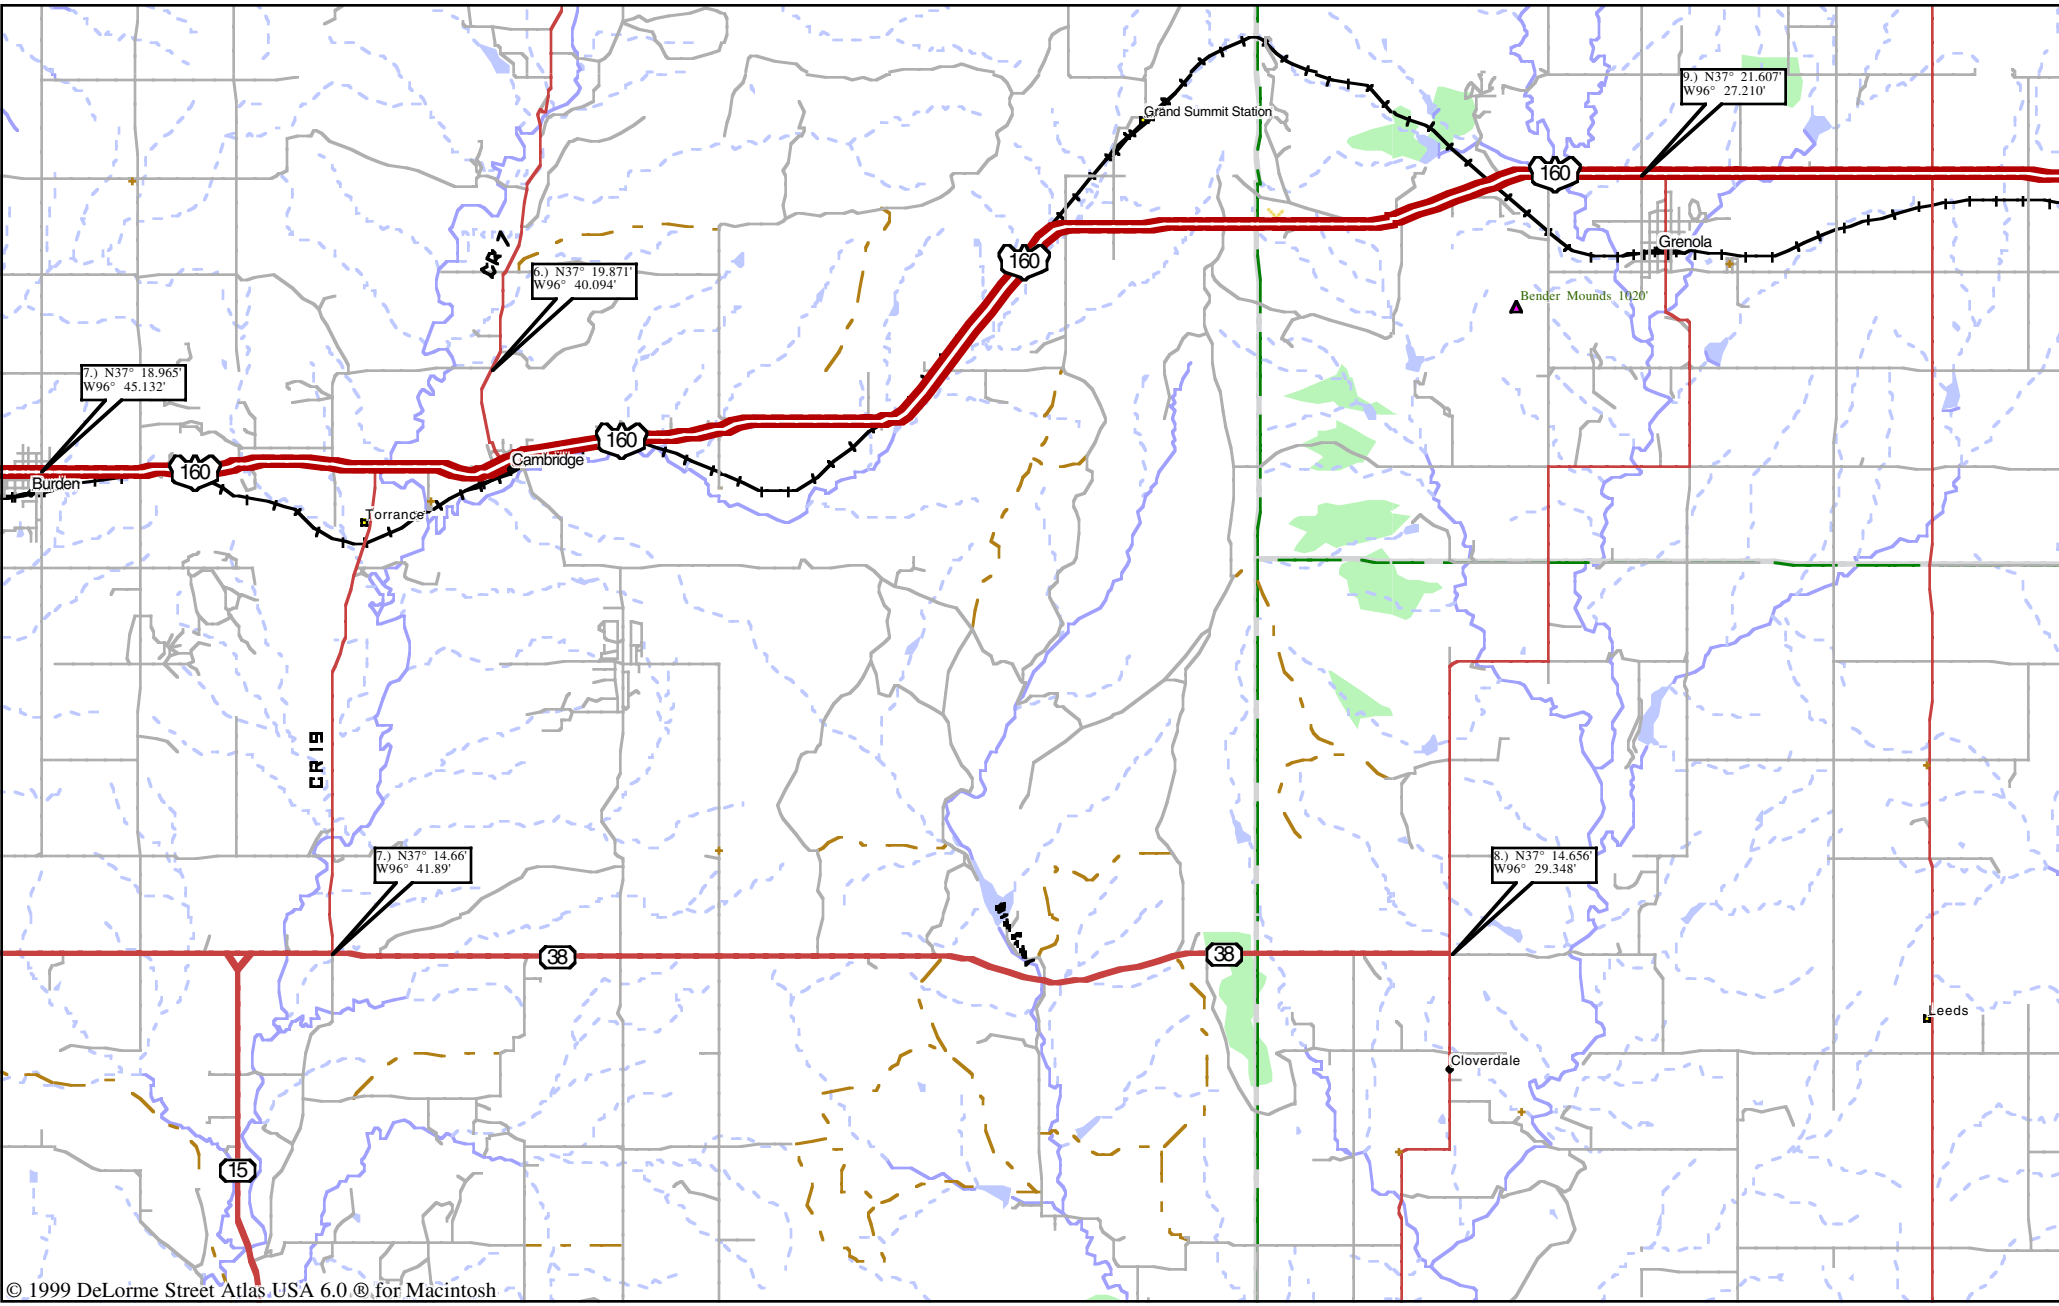 9.) N37° 21.607'
W96° 27.210'
Grand Summit Station
160
CR 7
Grenola
160
6.) N37° 19.871'
W96° 40.094'
Bender Mounds 1020'
7.) N37° 18.965'
W96° 45.132'
160
Cambridge
160
Burden
Torrance
CR 19
7.) N37° 14.66'
W96° 41.89'
8.) N37° 14.656'
W96° 29.348'
38
38
Leeds
Cloverdale
15
© 1999 DeLorme Street Atlas USA 6.0 ® for Macintosh